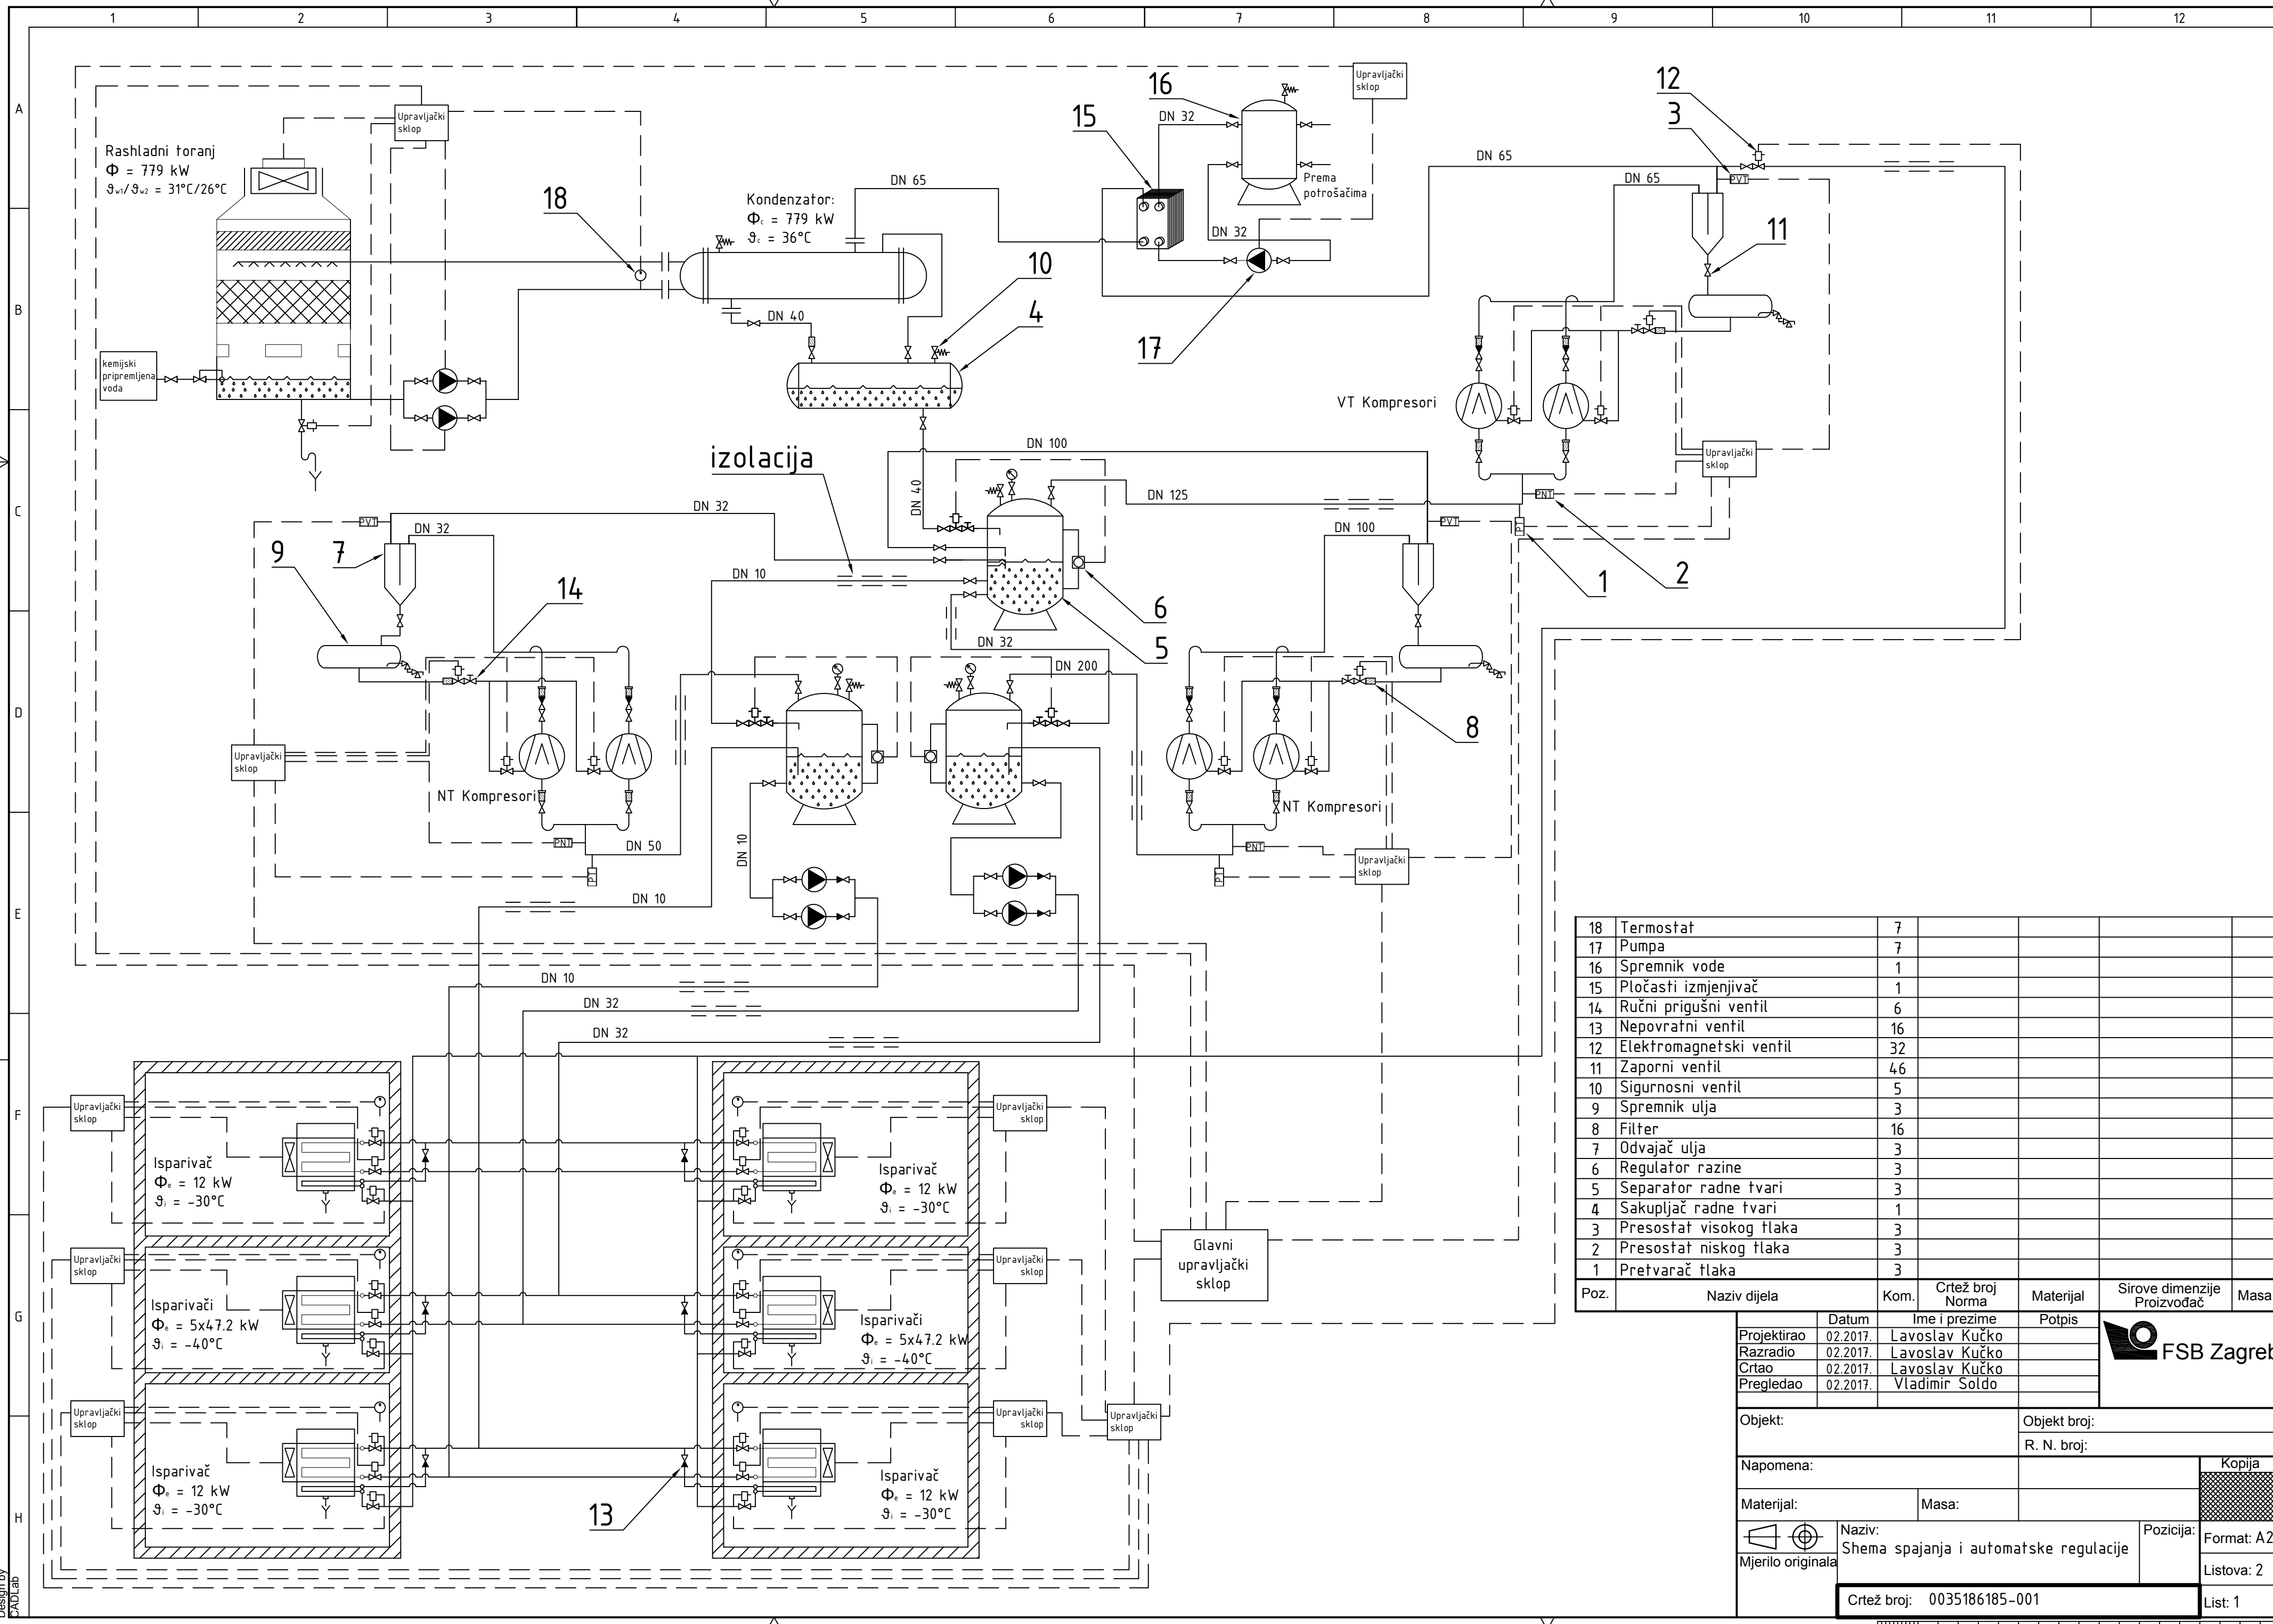 1 2 3 4 5 6 7 8 9 10 11 12
A
B
C
D
E
F
G
H
Upravljački
sklop
Rashladni toranj
Φ = 779 kW
ϑw1/ϑw2 = 31°C/26°C
kemijski
pripremljena
voda
18
Kondenzator:
Φc = 779 kW
ϑc = 36°C
DN 65
DN 40
10
4
15
16
DN 32
Upravljački
sklop
Prema
potrošačima
DN 32
17
12
3
DN 65
DN 65
PVT
11
VT Kompresori
Upravljački
sklop
PNT
PT
1
2
izolacija
DN 100
DN 40
DN 125
DN 32
PVT
DN 32
9
7
14
DN 10
6
5
DN 32
DN 200
DN 100
PVT
8
Upravljački
sklop
NT Kompresori
PNT
PT
DN 50
DN 10
DN 10
NT Kompresori
PNT
PT
Upravljački
sklop
DN 10
DN 32
DN 32
Upravljački
sklop
Isparivač
Φe = 12 kW
ϑi = -30°C
Isparivač
Φe = 12 kW
ϑi = -30°C
Upravljački
sklop
Upravljački
sklop
Isparivači
Φe = 5x47.2 kW
ϑi = -40°C
Isparivači
Φe = 5x47.2 kW
ϑi = -40°C
Upravljački
sklop
Upravljački
sklop
Isparivač
Φe = 12 kW
ϑi = -30°C
Isparivač
Φe = 12 kW
ϑi = -30°C
Upravljački
sklop
13
Upravljački
sklop
Glavni
upravljački
sklop
18 Termostat 7
17 Pumpa 7
16 Spremnik vode 1
15 Pločasti izmjenjivač 1
14 Ručni prigušni ventil 6
13 Nepovratni ventil 16
12 Elektromagnetski ventil 32
11 Zaporni ventil 46
10 Sigurnosni ventil 5
9 Spremnik ulja 3
8 Filter 16
7 Odvajač ulja 3
6 Regulator razine 3
5 Separator radne tvari 3
4 Sakupljač radne tvari 1
3 Presostat visokog tlaka 3
2 Presostat niskog tlaka 3
1 Pretvarač tlaka 3
Poz. Naziv dijela Kom. Crtež broj Norma Materijal Sirove dimenzije Proizvođač Masa
Datum Ime i prezime Potpis
Projektirao 02.2017. Lavoslav Kučko
Razradio 02.2017. Lavoslav Kučko
Crtao 02.2017. Lavoslav Kučko
Pregledao 02.2017. Vladimir Soldo
FSB Zagreb
Objekt: Objekt broj:
R. N. broj:
Napomena: Kopija
Materijal: Masa:
Naziv: Pozicija: Format: A2
Shema spajanja i automatske regulacije
Mjerilo originala
Listova: 2
Crtež broj: 0035186185-001 List: 1
Design by
CADLab